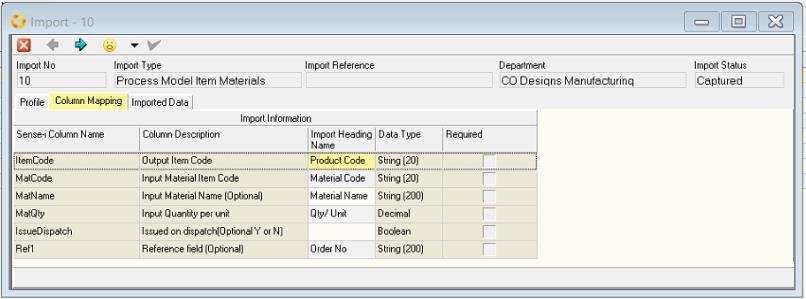 Import - 10
Import No Import Type Import Reference Department Import Status
10 Process Model Item Materials CO Designs Manufacturing Captured
Profile Column Mapping Imported Data
Import Information
Sense-i Column Name Column Description Import Heading Name Data Type Required
ItemCode Output Item Code Product Code String (20)
MatCode Input Material Item Code Material Code String (20)
MatName Input Material Name (Optional) Material Name String (200)
MatQty Input Quantity per unit Qty/ Unit Decimal
IssueDispatch Issued on dispatch(Optional Y or N) Boolean
Ref1 Reference field (Optional) Order No String (200)